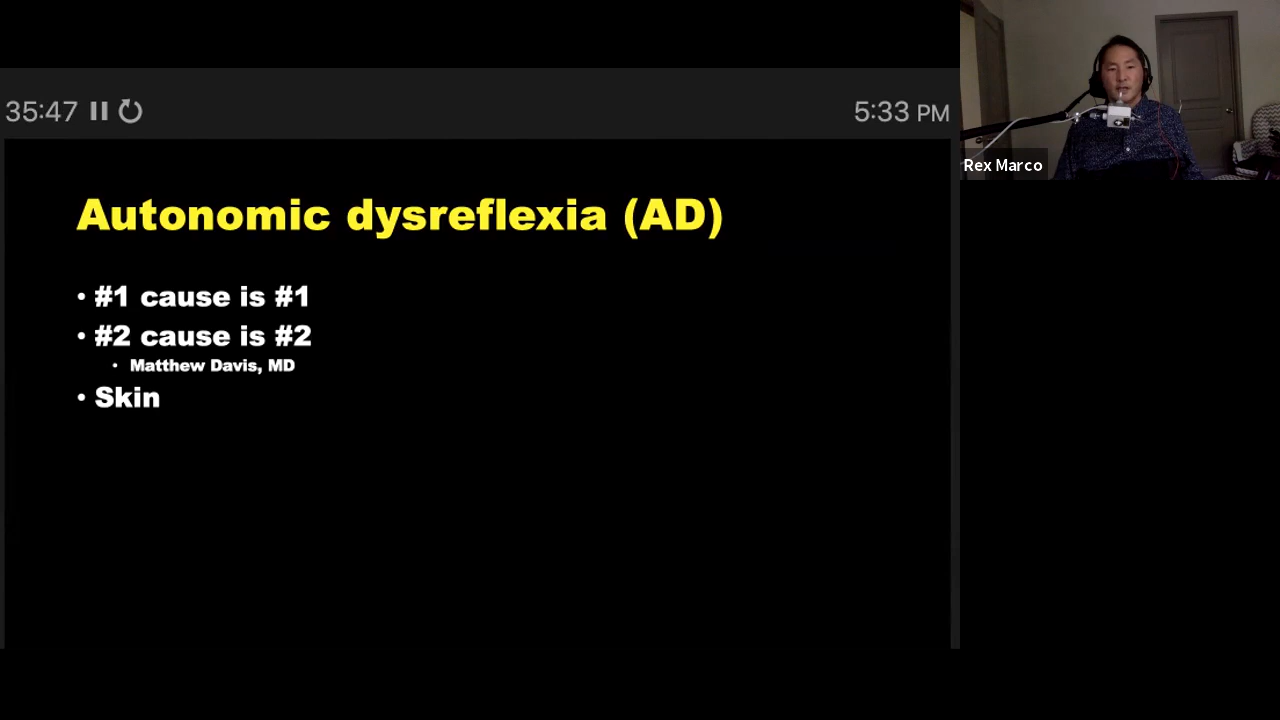 35:47
5:33 PM
Autonomic dysreflexia (AD)
• #1 cause is #1
• #2 cause is #2
• Matthew Davis, MD
• Skin
Rex Marco